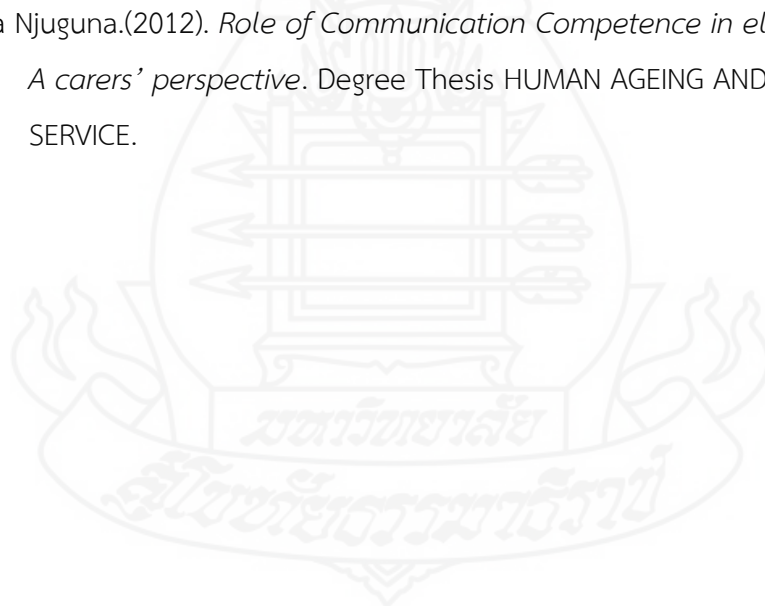 a Njuguna.(2012). Role of Communication Competence in el
A carers’ perspective. Degree Thesis HUMAN AGEING AND
SERVICE.
มหาวิทยาลัย
สุโขทัยธรรมาธิราช